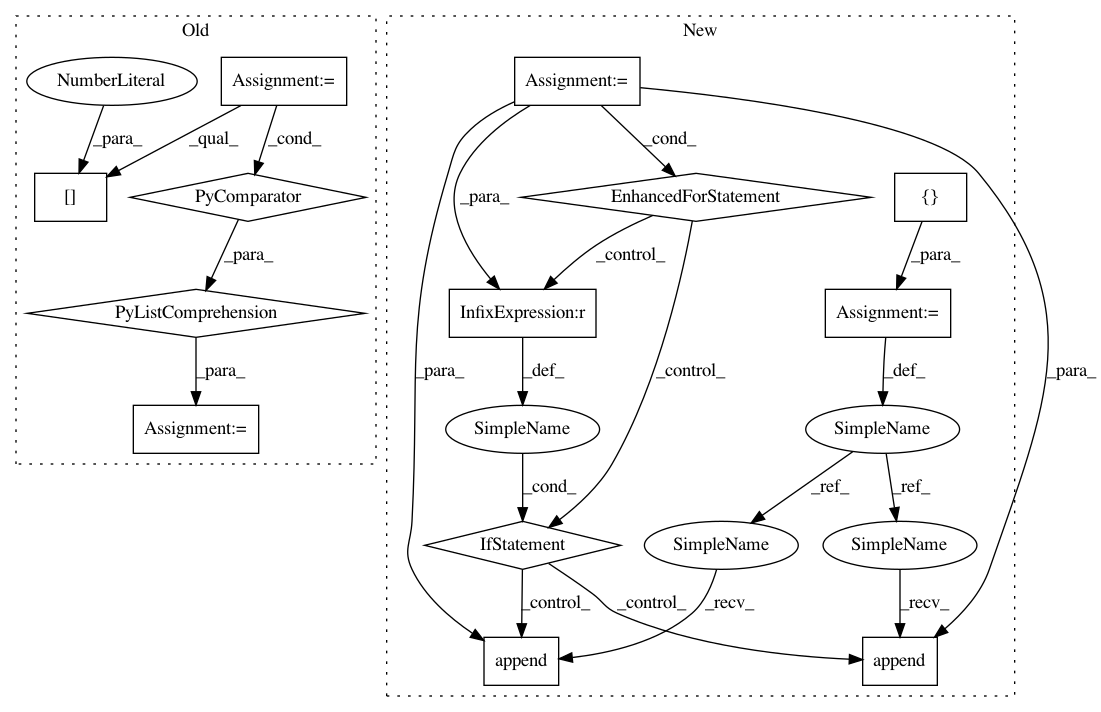 Old
New
NumberLiteral
Assignment:=
Assignment:=
_para_
_qual_
_cond_
_cond_
[]
PyComparator
EnhancedForStatement
{}
_para_
_para_
_control_
_para_
PyListComprehension
InfixExpression:r
Assignment:=
_para_
_para_
_def_
_control_
_def_
_para_
Assignment:=
SimpleName
SimpleName
_cond_
_ref_
_ref_
IfStatement
SimpleName
SimpleName
_control_
_control_
_recv_
_recv_
append
append